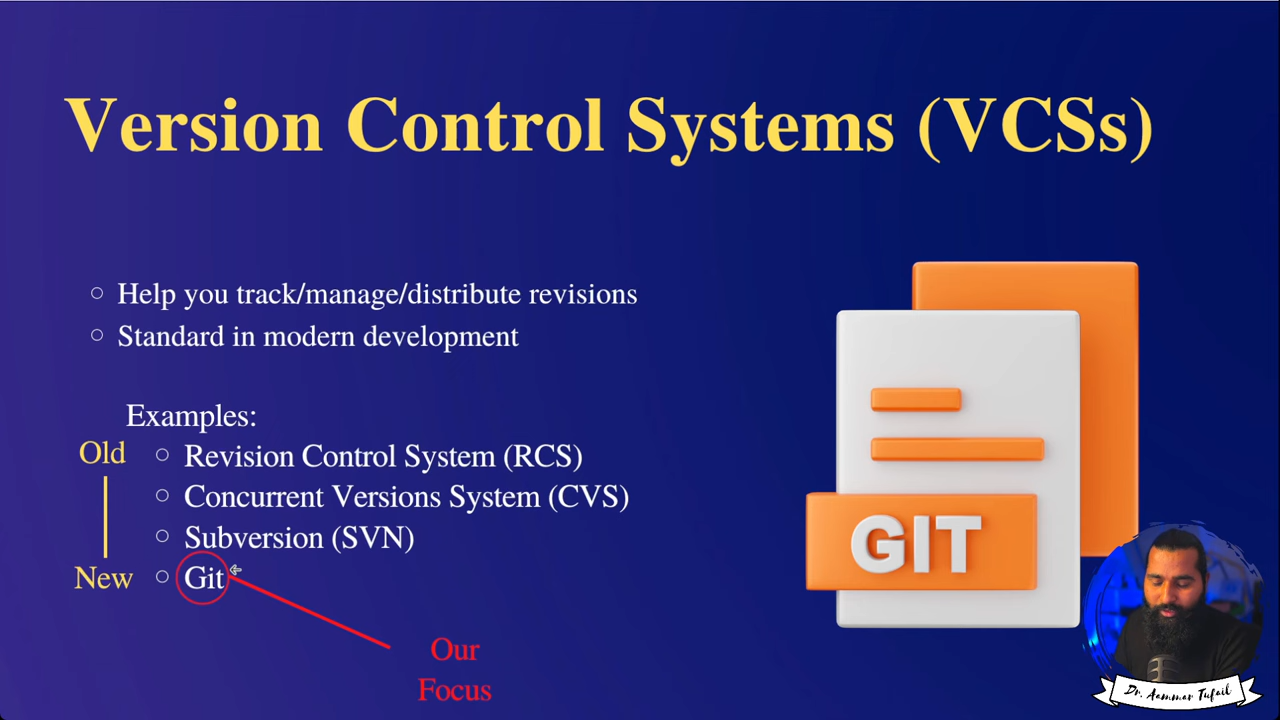 Version Control Systems (VCSs)
Help you track/manage/distribute revisions
Standard in modern development
Examples:
Old
Revision Control System (RCS)
Concurrent Versions System (CVS)
Subversion (SVN)
New
Git
Our
Focus
GIT
Dr. Aammar Tufail